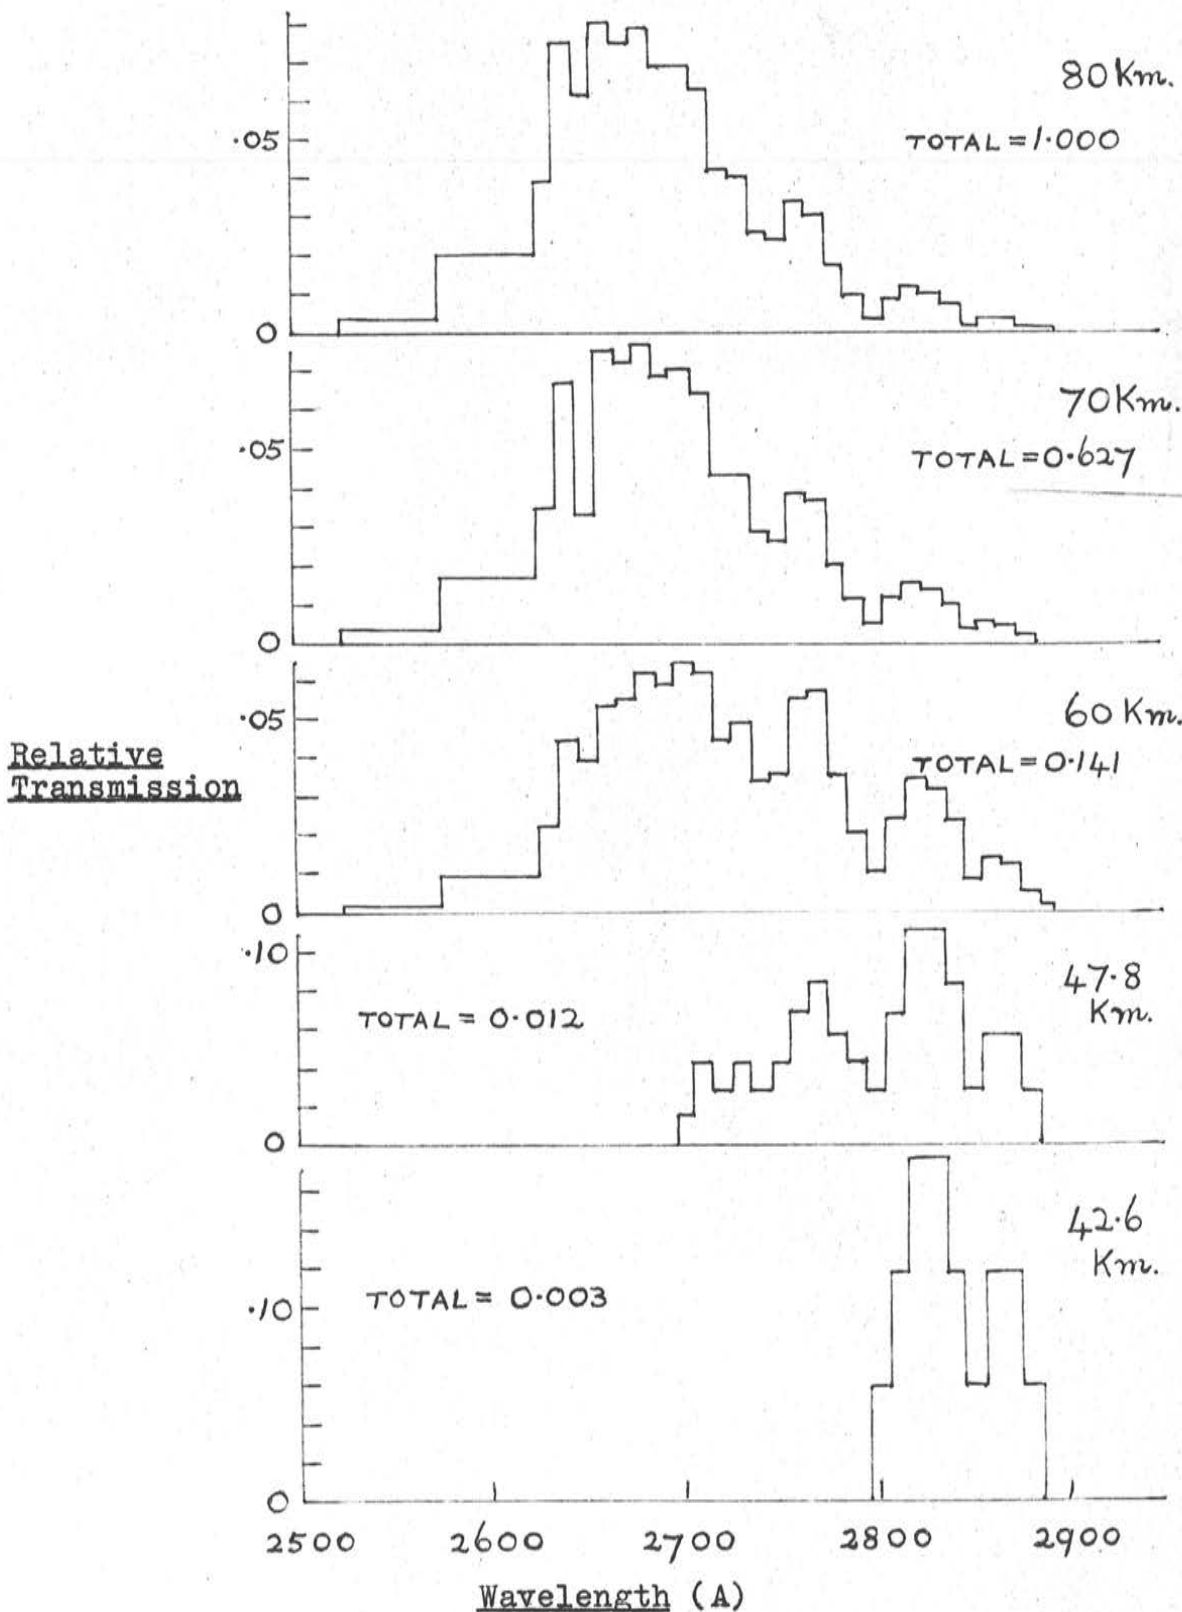 80 Km.
TOTAL = 1.000
.05
0
70 Km.
TOTAL = 0.627
.05
0
60 Km.
TOTAL = 0.141
.05
0
Relative
Transmission
.10
47.8
Km.
TOTAL = 0.012
0
42.6
Km.
TOTAL = 0.003
.10
0
2500 2600 2700 2800 2900
Wavelength (A)